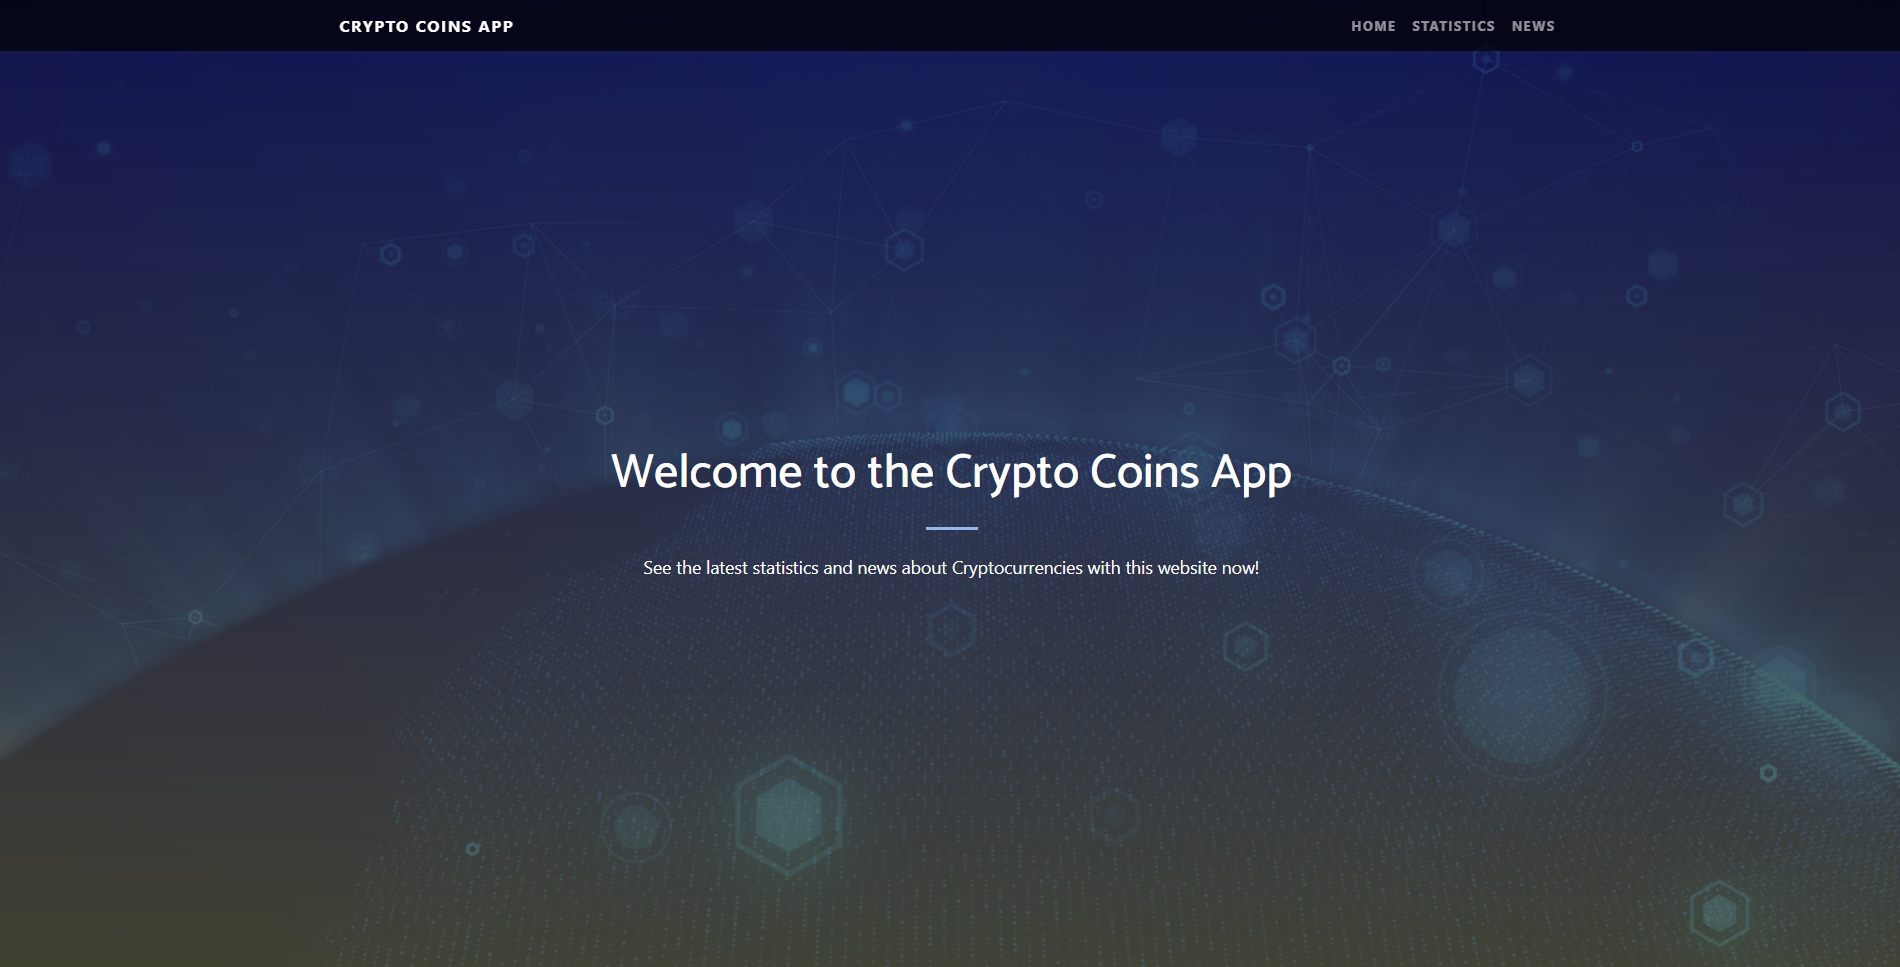 CRYPTO COINS APP
HOME STATISTICS NEWS
Welcome to the Crypto Coins App
See the latest statistics and news about Cryptocurrencies with this website now!